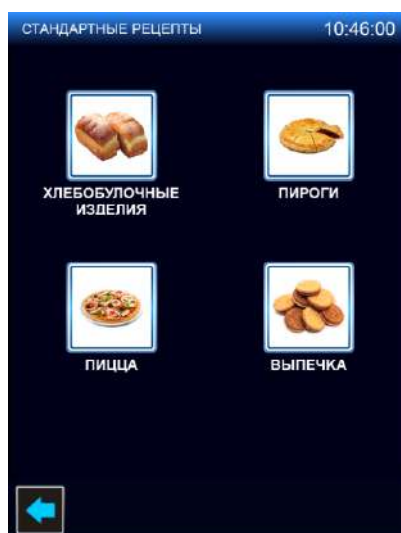 СТАНДАРТНЫЕ РЕЦЕПТЫ 10:46:00
ХЛЕБОБУЛОЧНЫЕ
ИЗДЕЛИЯ
ПИРОГИ
ПИЦЦА
ВЫПЕЧКА